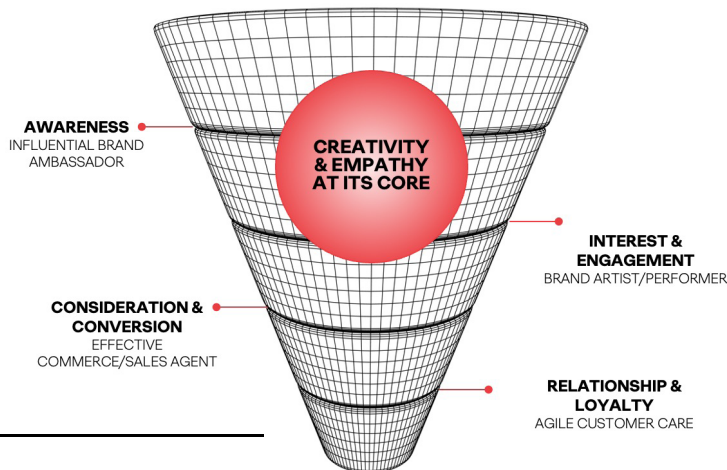 AWARENESS
INFLUENTIAL BRAND
AMBASSADOR
CREATIVITY
& EMPATHY
AT ITS CORE
INTEREST &
ENGAGEMENT
BRAND ARTIST/PERFORMER
CONSIDERATION &
CONVERSION
EFFECTIVE
COMMERCE/SALES AGENT
RELATIONSHIP &
LOYALTY
AGILE CUSTOMER CARE